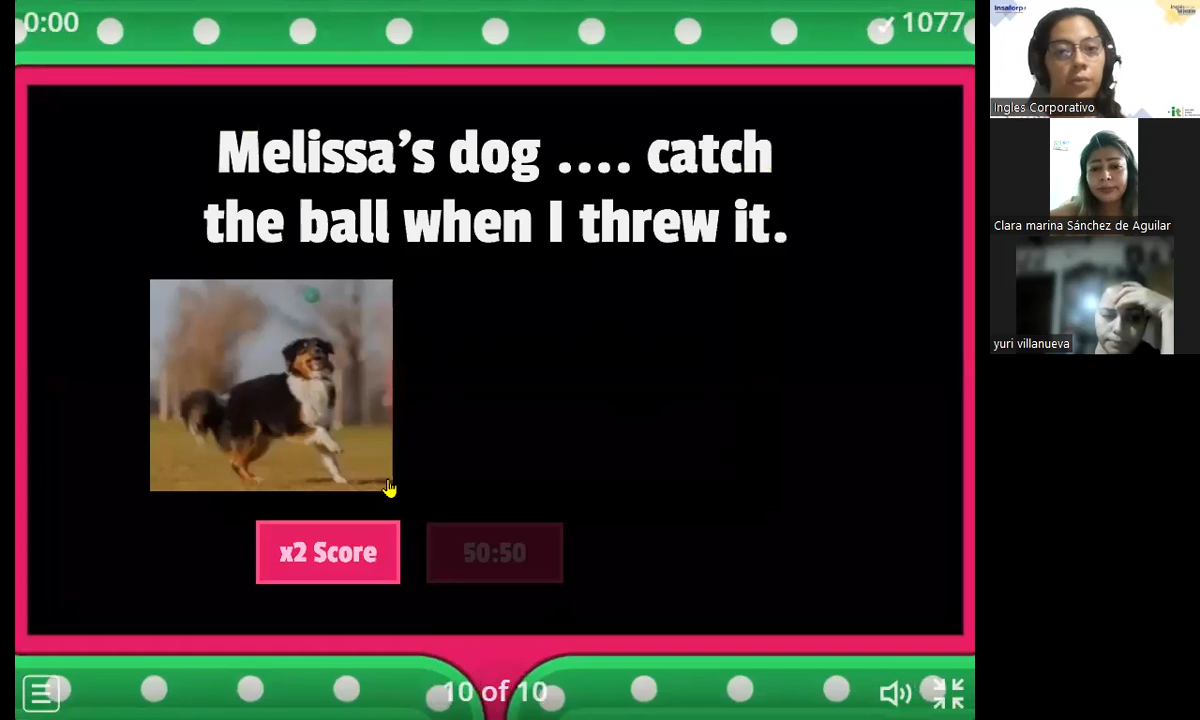 0:00
✓ 1077
Melissa's dog .... catch
the ball when I threw it.
x2 Score
50:50
10 of 10
Insaforp
Ingles Corporativo
Clara marina Sánchez de Aguilar
yuri villanueva